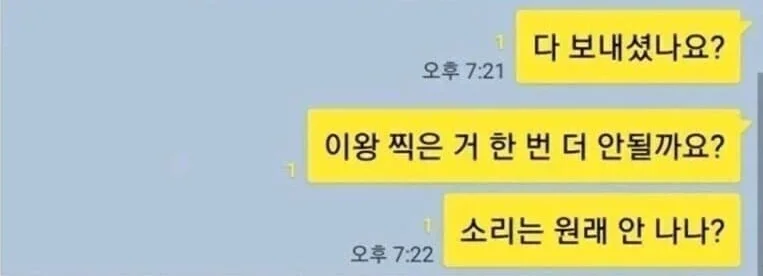 다 보내셨나요?
1
오후 7:21
이왕 찍은 거 한 번 더 안될까요?
1
소리는 원래 안 나나?
1
오후 7:22